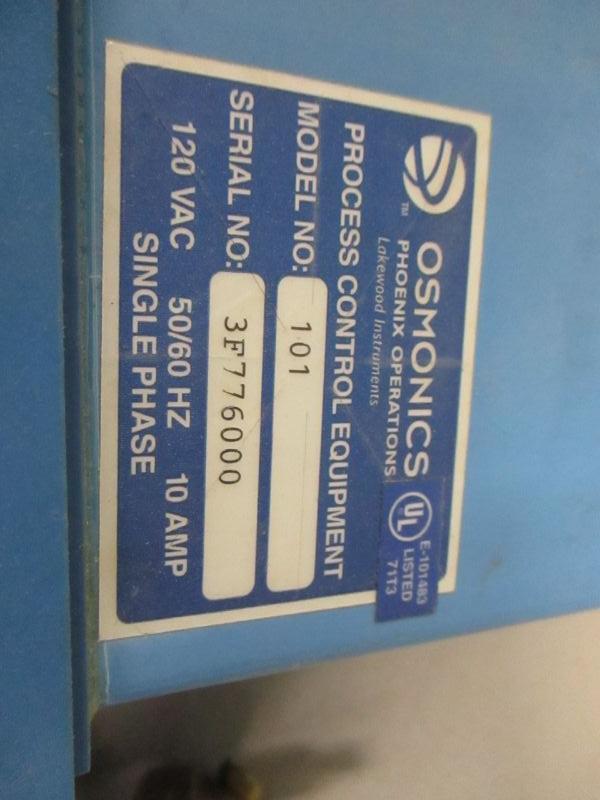 OSMONICS
PHOENIX OPERATIONS
Lakewood Instruments
TM
UL
E-101483
LISTED
71T3
PROCESS CONTROL EQUIPMENT
MODEL NO: 101
SERIAL NO: 3F776000
120 VAC 50/60 HZ 10 AMP
SINGLE PHASE